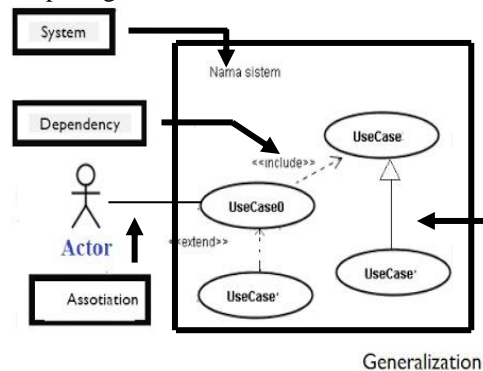 System
Nama sistem
Dependency
UseCase
<<include>>
UseCase0
Actor
<<extend>>
UseCase
UseCase
Assotiation
Generalization